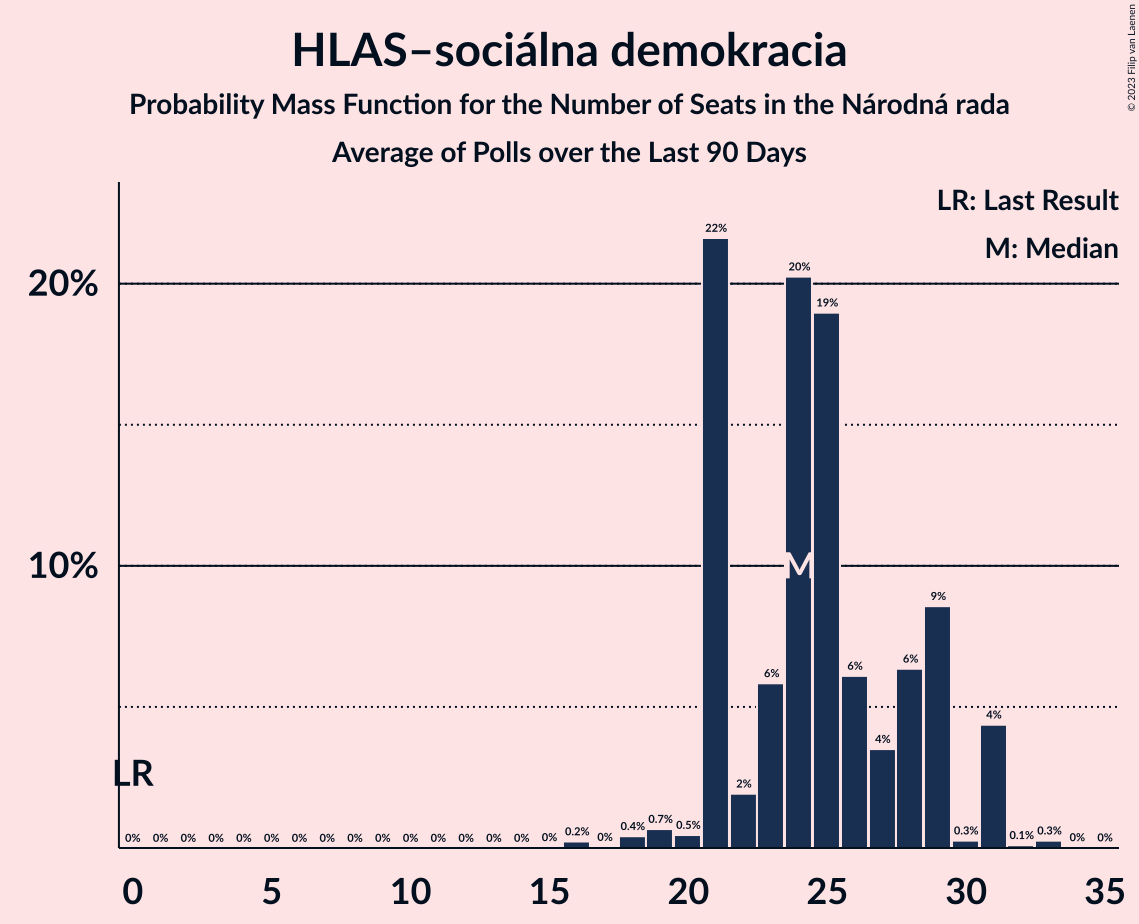 HLAS–sociálna demokracia
Probability Mass Function for the Number of Seats in the Národná rada
Average of Polls over the Last 90 Days
© 2023 Filip van Laenen
LR: Last Result
M: Median
20%
10%
22%
20%
19%
9%
6%
6%
6%
4%
4%
2%
M
LR
0% 0% 0% 0% 0% 0% 0% 0% 0% 0% 0% 0% 0% 0% 0% 0% 0.2% 0% 0.4% 0.7% 0.5% 0.3% 0.1% 0.3% 0% 0%
0 5 10 15 20 25 30 35